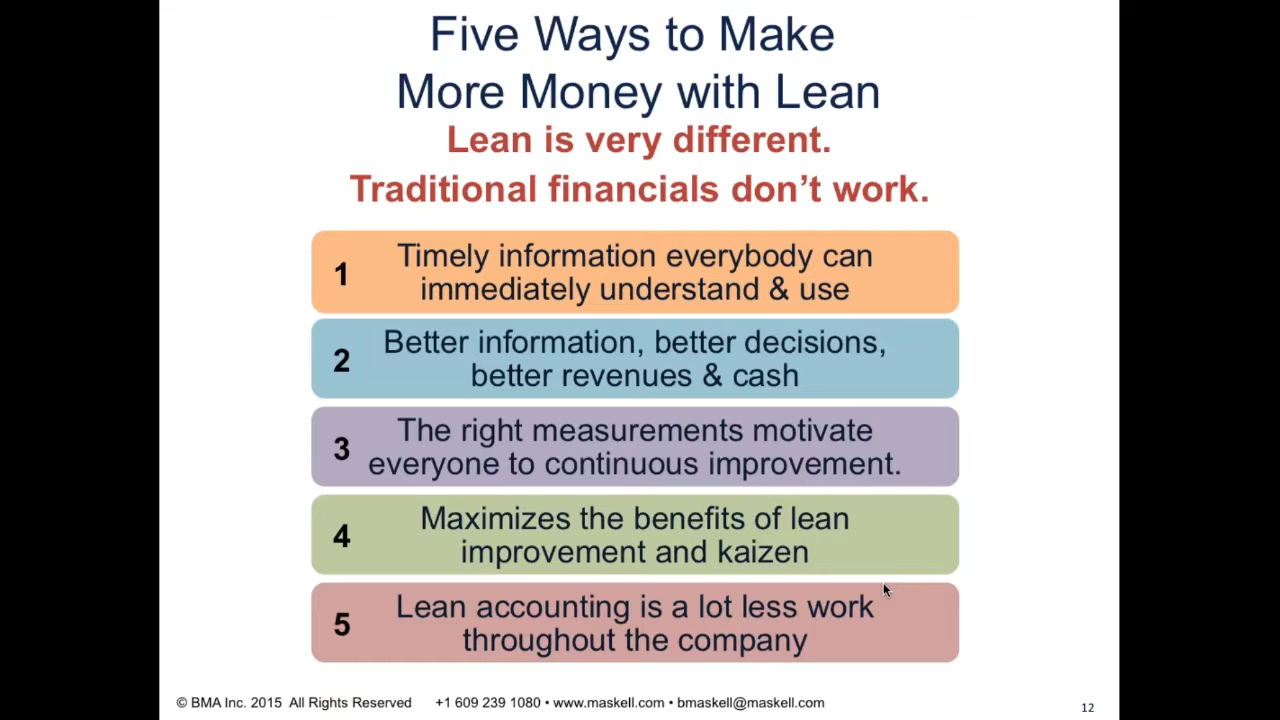 Five Ways to Make
More Money with Lean
Lean is very different.
Traditional financials don’t work.
1 Timely information everybody can
immediately understand & use
2 Better information, better decisions,
better revenues & cash
3 The right measurements motivate
everyone to continuous improvement.
4 Maximizes the benefits of lean
improvement and kaizen
5 Lean accounting is a lot less work
throughout the company
© BMA Inc. 2015 All Rights Reserved +1 609 239 1080 • www.maskell.com • bmaskell@maskell.com 12